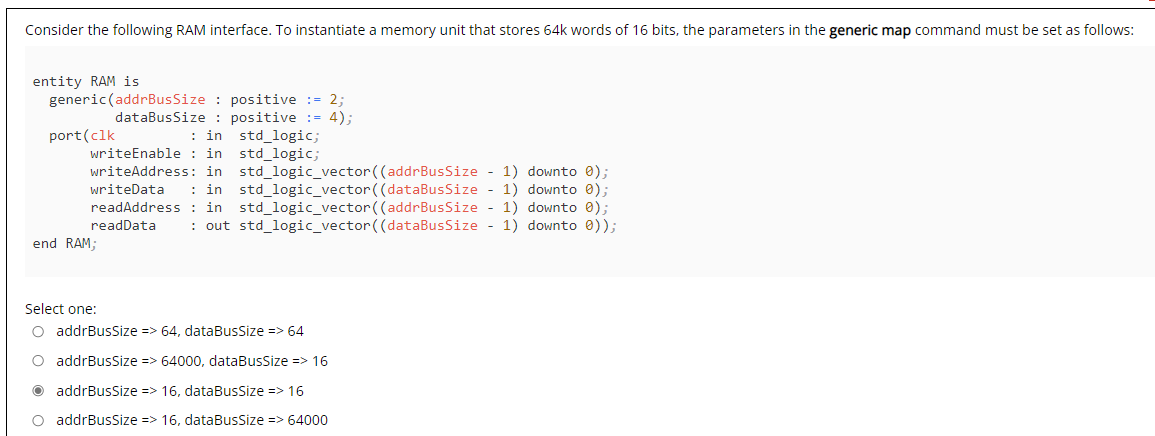 Consider the following RAM interface. To instantiate a memory unit that stores 64k words of 16 bits, the parameters in the generic map command must be set as follows:
entity RAM is
  generic(addrBusSize : positive := 2;
          dataBusSize : positive := 4);
  port(clk         : in  std_logic;
       writeEnable : in  std_logic;
       writeAddress: in  std_logic_vector((addrBusSize - 1) downto 0);
       writeData   : in  std_logic_vector((dataBusSize - 1) downto 0);
       readAddress : in  std_logic_vector((addrBusSize - 1) downto 0);
       readData    : out std_logic_vector((dataBusSize - 1) downto 0));
end RAM;
Select one:
addrBusSize => 64, dataBusSize => 64
addrBusSize => 64000, dataBusSize => 16
addrBusSize => 16, dataBusSize => 16
addrBusSize => 16, dataBusSize => 64000